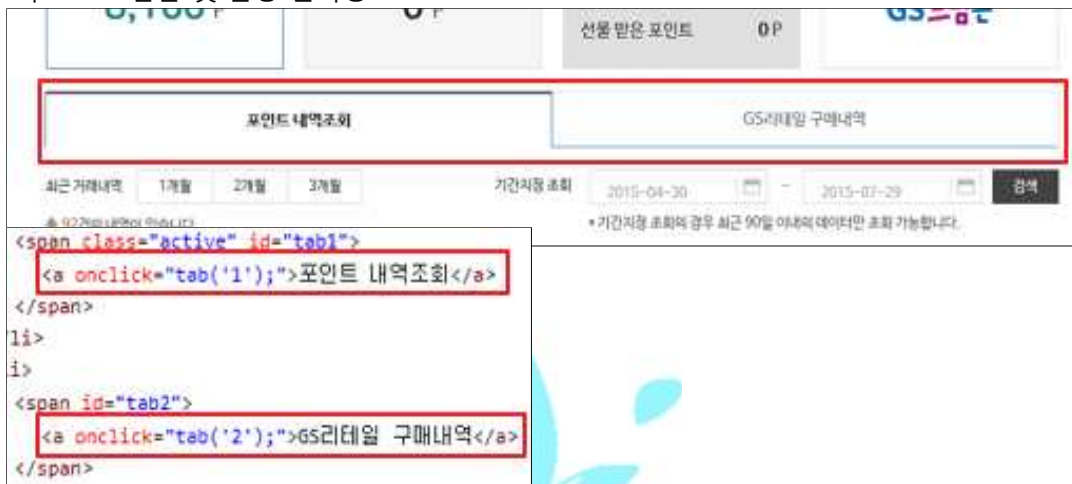 선물 받은 포인트 0P
포인트 내역조회 GS리테일 구매내역
최근 거래내역 1개월 2개월 3개월 기간지정 조회 2015-04-30 ~ 2015-07-29 검색
* 기간지정 조회의 경우 최근 90일 이내의 데이터만 조회 가능합니다.
<span class="active" id="tab1">
<a onclick="tab('1');">포인트 내역조회</a>
</span>
li>
i>
<span id="tab2">
<a onclick="tab('2');">GS리테일 구매내역</a>
</span>